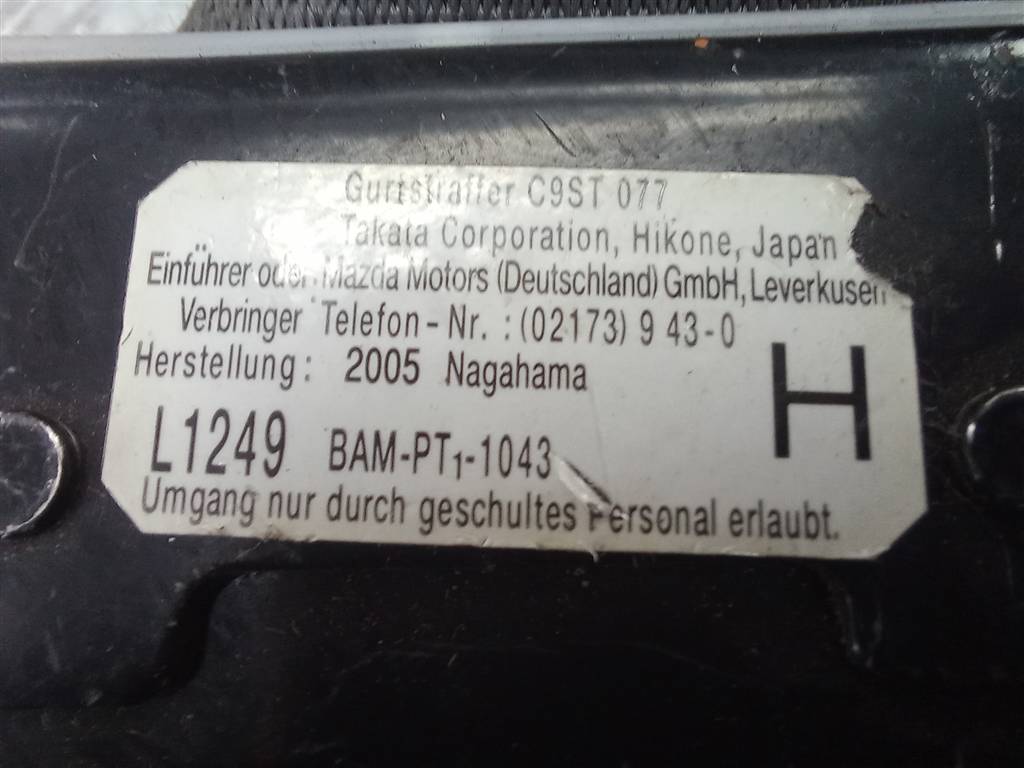 Gurtstraffer C9ST 077
Takata Corporation, Hikone, Japan
Einführer oder Mazda Motors (Deutschland) GmbH, Leverkusen
Verbringer Telefon-Nr.: (02173) 9 43-0
Herstellung: 2005 Nagahama
H
L1249 BAM-PT1-1043
Umgang nur durch geschultes Personal erlaubt.